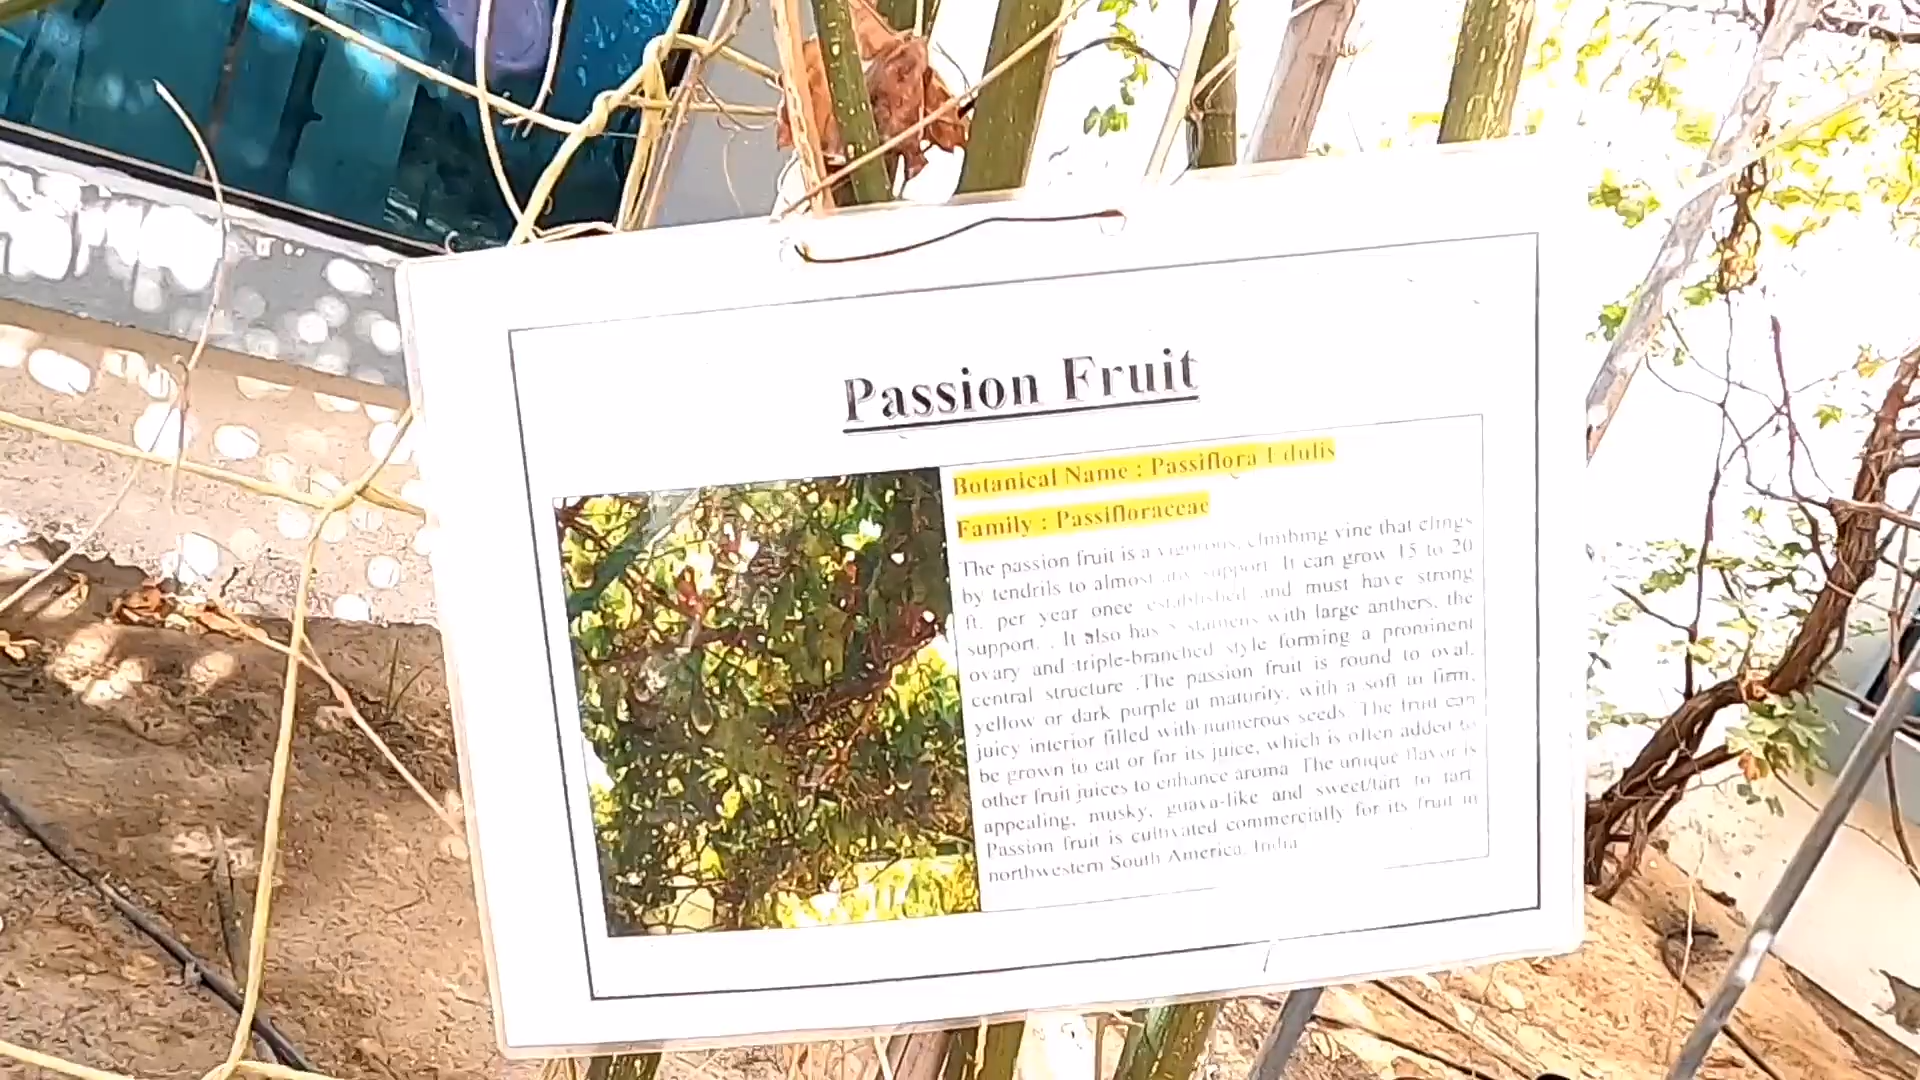 Passion Fruit
Botanical Name : Passiflora Edulis
Family : Passifloraceae
The passion fruit is a vigorous, climbing vine that clings
by tendrils to almost any support. It can grow 15 to 20
ft. per year once established and must have strong
support. . It also has 5 stamens with large anthers, the
ovary and triple-branched style forming a prominent
central structure .The passion fruit is round to oval,
yellow or dark purple at maturity, with a soft to firm,
juicy interior filled with numerous seeds. The fruit can
be grown to eat or for its juice, which is often added to
other fruit juices to enhance aroma. The unique flavor is
appealing, musky, guava-like and sweet/tart to tart.
Passion fruit is cultivated commercially for its fruit in
northwestern South America, India